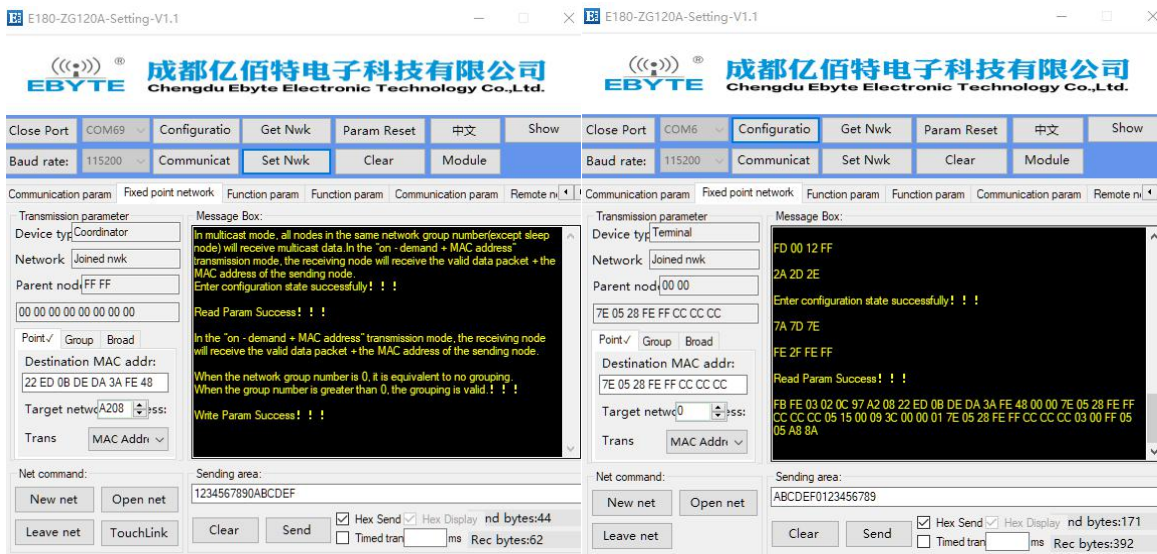 E180-ZG120A-Setting-V1.1
EBYTE
®
成都亿佰特电子科技有限公司
Chengdu Ebyte Electronic Technology Co.,Ltd.
Close Port COM69 Configuratio Get Nwk Param Reset 中文 Show
Baud rate: 115200 Communicat Set Nwk Clear Module
Communication param Fixed point network Function param Function param Communication param Remote n
Transmission parameter
Device typ Coordinator
Network Joined nwk
Parent nod FF FF
00 00 00 00 00 00 00 00
Point✓ Group Broad
Destination MAC addr:
22 ED 0B DE DA 3A FE 48
Target netwo A208 ess:
Trans MAC Addre
Message Box:
In multicast mode, all nodes in the same network group number(except sleep
node) will receive multicast data.In the "on - demand + MAC address"
transmission mode, the receiving node will receive the valid data packet + the
MAC address of the sending node.
Enter configuration state successfully！！！
Read Param Success！！！
In the "on - demand + MAC address" transmission mode, the receiving node
will receive the valid data packet + the MAC address of the sending node.
When the network group number is 0, it is equivalent to no grouping.
When the group number is greater than 0, the grouping is valid.！！！
Write Param Success！！！
Net command:
New net Open net
Leave net TouchLink
Sending area:
1234567890ABCDEF
Clear Send
Hex Send Hex Display nd bytes:44
Timed tran ms Rec bytes:62
E180-ZG120A-Setting-V1.1
EBYTE
®
成都亿佰特电子科技有限公司
Chengdu Ebyte Electronic Technology Co.,Ltd.
Close Port COM6 Configuratio Get Nwk Param Reset 中文 Show
Baud rate: 115200 Communicat Set Nwk Clear Module
Communication param Fixed point network Function param Function param Communication param Remote n
Transmission parameter
Device typ Terminal
Network Joined nwk
Parent nod 00 00
7E 05 28 FE FF CC CC CC
Point✓ Group Broad
Destination MAC addr:
7E 05 28 FE FF CC CC CC
Target netwo 0 ess:
Trans MAC Addre
Message Box:
FD 00 12 FF
2A 2D 2E
Enter configuration state successfully！！！
7A 7D 7E
FE 2F FE FF
Read Param Success！！！
FB FE 03 02 0C 97 A2 08 22 ED 0B DE DA 3A FE 48 00 00 7E 05 28 FE FF
CC CC CC 05 15 00 09 3C 00 00 01 7E 05 28 FE FF CC CC CC 03 00 FF 05
05 A8 8A
Net command:
New net Open net
Leave net
Sending area:
ABCDEF0123456789
Clear Send
Hex Send Hex Display nd bytes:171
Timed tran ms Rec bytes:392